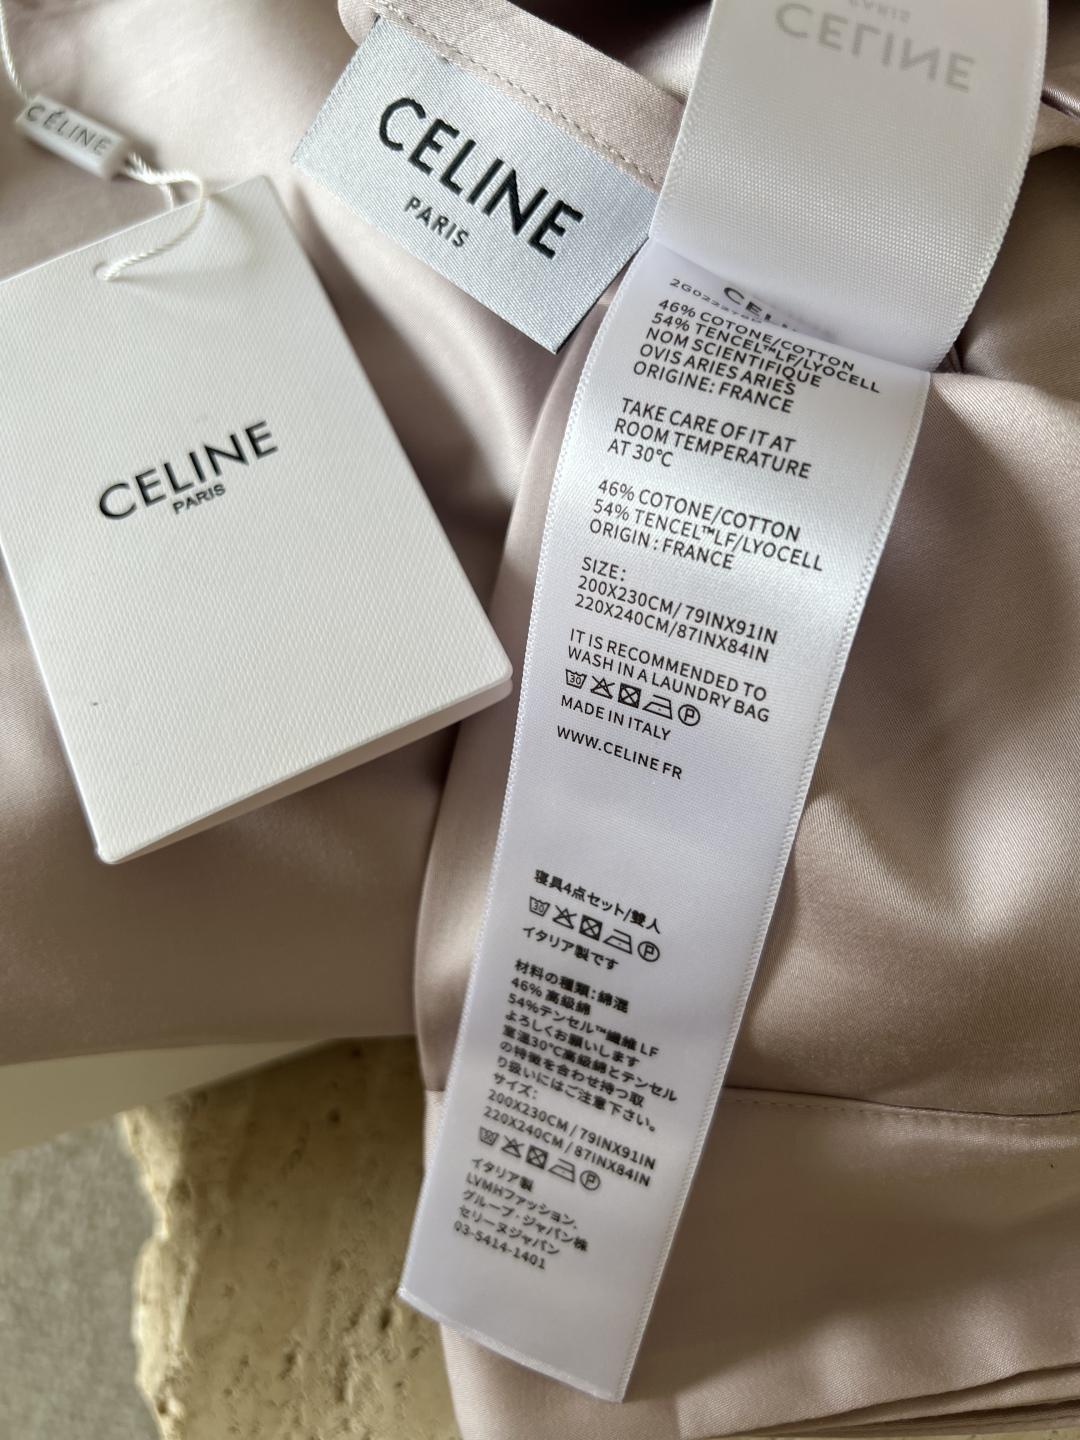 CÉLINE
CELINE
PARIS
CELINE
PARIS
CELINE
PARIS
46% COTONE/COTTON
54% TENCEL™LF/LYOCELL
NOM SCIENTIFIQUE
OVIS ARIES ARIES
ORIGINE: FRANCE
TAKE CARE OF IT AT
ROOM TEMPERATURE
AT 30℃
46% COTONE/COTTON
54% TENCEL™LF/LYOCELL
ORIGIN : FRANCE
SIZE:
200X230CM/ 79INX91IN
220X240CM/87INX84IN
IT IS RECOMMENDED TO
WASH IN A LAUNDRY BAG
30 P
MADE IN ITALY
WWW.CELINE FR
寝具4点セット/雙人
30 P
イタリア製です
材料の種類:綿混
46% 高級綿
54%テンセル™繊維 LF
よろしくお願いします
室温30℃高級綿とテンセル
の特徴を合わせ持つ取
り扱いにはご注意下さい。
サイズ:
200X230CM / 79INX91IN
220X240CM / 87INX84IN
30 P
イタリア製
LVMHファッション.
グループ・ジャパン株
セリーヌジャパン
03-5414-1401